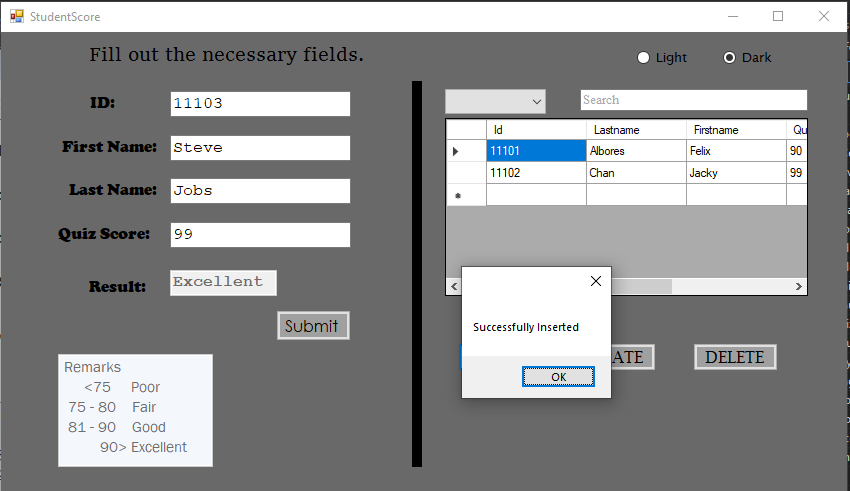 StudentScore
Fill out the necessary fields.
Light Dark
ID: 11103
First Name: Steve
Last Name: Jobs
Quiz Score: 99
Result: Excellent
Submit
Remarks
<75 Poor
75 - 80 Fair
81 - 90 Good
90> Excellent
Search
Id Lastname Firstname Qu
11101 Albores Felix 90
11102 Chan Jacky 99
Successfully Inserted
OK
ATE
DELETE